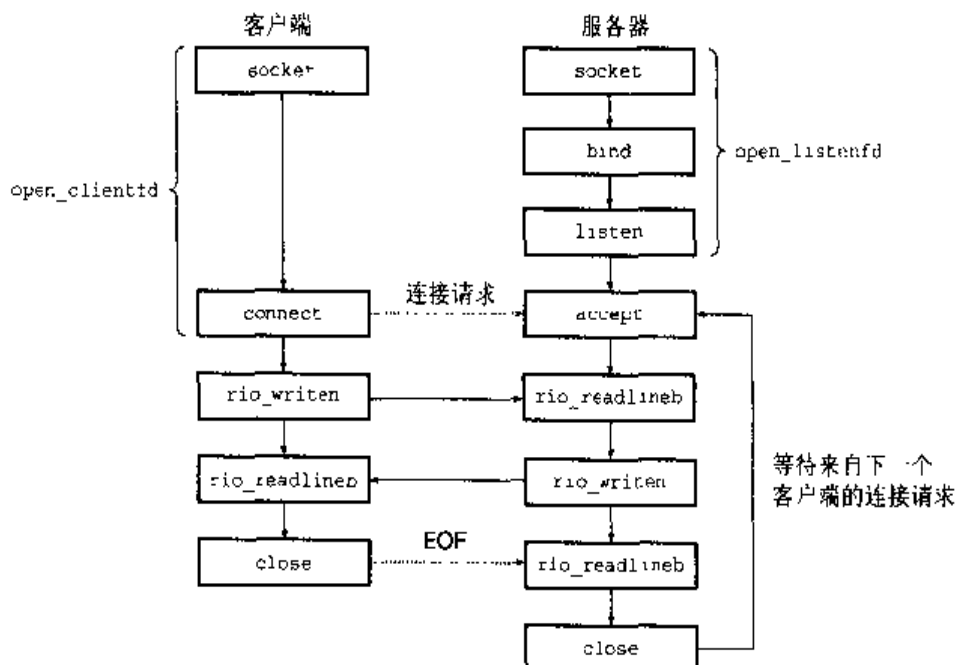 客户端
服务器
socket
socket
bind
open_listenfd
open_clientfd
listen
连接请求
connect
accept
rio_writen
rio_readlineb
等待来自下一个
客户端的连接请求
rio_readlineb
rio_writen
EOF
close
rio_readlineb
close